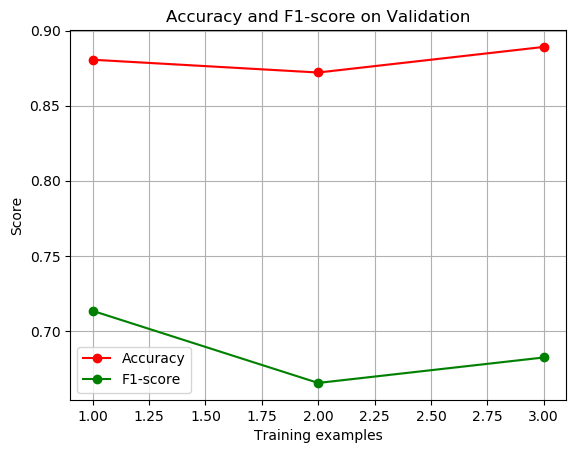 Accuracy and F1-score on Validation
0.90
0.85
0.80
0.75
0.70
Score
Accuracy
F1-score
1.00 1.25 1.50 1.75 2.00 2.25 2.50 2.75 3.00
Training examples